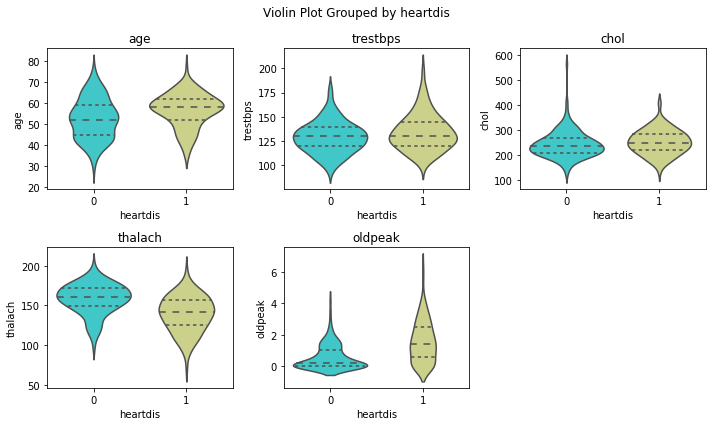 Violin Plot Grouped by heartdis
age
80
70
60
50
40
30
20
age
0
1
heartdis
trestbps
200
175
150
125
100
trestbps
0
1
heartdis
chol
600
500
400
300
200
100
chol
0
1
heartdis
thalach
200
150
100
50
thalach
0
1
heartdis
oldpeak
6
4
2
0
oldpeak
0
1
heartdis